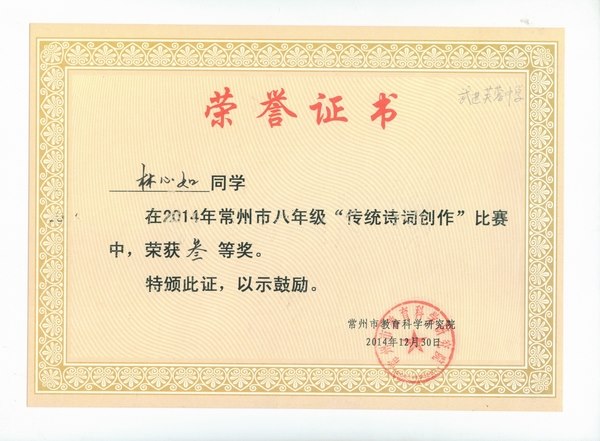 荣誉证书
武进芙蓉中学
林心如 同学
在2014年常州市八年级“传统诗词创作”比赛
中，荣获 叁 等奖。
特颁此证，以示鼓励。
常州市教育科学研究院
2014年12月30日